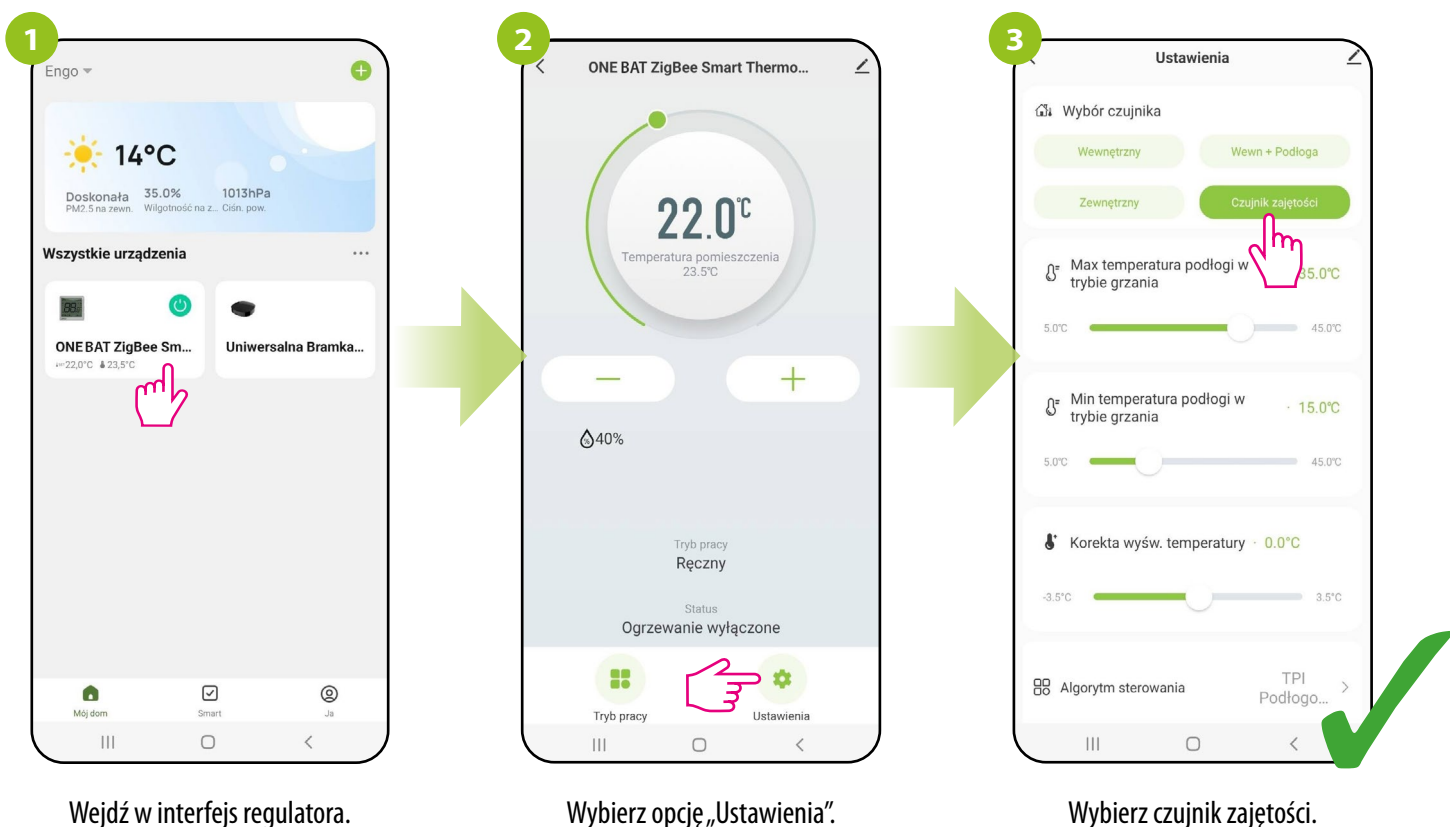 1
Engo
14°C
Doskonała
PM2.5 na zewn.
35.0%
Wilgotność na z...
1013hPa
Ciśn. pow.
Wszystkie urządzenia
ONE BAT ZigBee Sm...
22,0°C 23,5°C
Uniwersalna Bramka...
Mój dom
Smart
Ja
Wejdź w interfejs regulatora.
2
ONE BAT ZigBee Smart Thermo...
22.0°C
Temperatura pomieszczenia
23.5°C
40%
Tryb pracy
Ręczny
Status
Ogrzewanie wyłączone
Tryb pracy
Ustawienia
Wybierz opcję „Ustawienia”.
3
Ustawienia
Wybór czujnika
Wewnętrzny
Wewn + Podłoga
Zewnętrzny
Czujnik zajętości
Max temperatura podłogi w
trybie grzania
35.0°C
5.0°C
45.0°C
Min temperatura podłogi w
trybie grzania
· 15.0°C
5.0°C
45.0°C
Korekta wyśw. temperatury · 0.0°C
-3.5°C
3.5°C
Algorytm sterowania
TPI
Podłogo...
Wybierz czujnik zajętości.